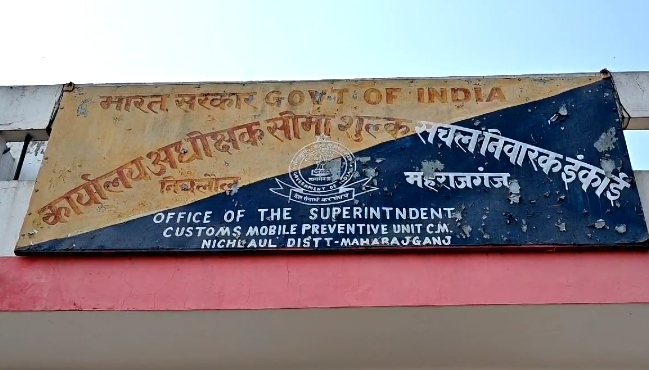 भारत सरकार GOVT OF INDIA
कार्यालय अधीक्षक सीमा शुल्क सचल निवारक इंकाई
निचलौल महराजगंज
OFFICE OF THE SUPERINTNDENT
CUSTOMS MOBILE PREVENTIVE UNIT C.M.
NICHLAUL DISTT-MAHARAJGANJ